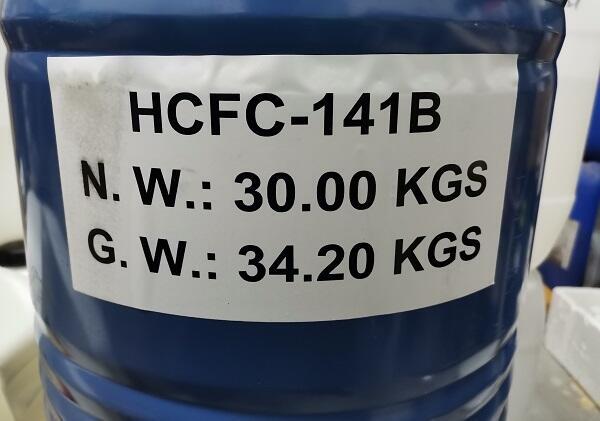 HCFC-141B
N. W.: 30.00 KGS
G. W.: 34.20 KGS